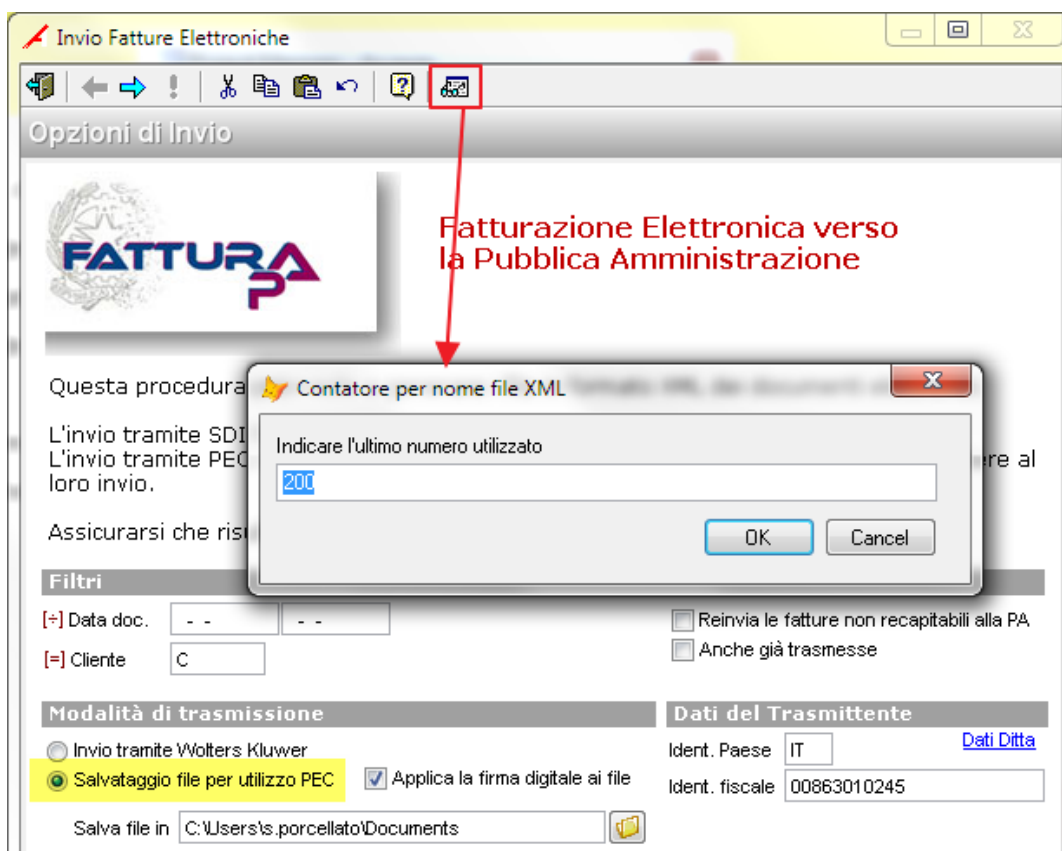 Invio Fatture Elettroniche
Opzioni di Invio
FATTURA
PA
Fatturazione Elettronica verso
la Pubblica Amministrazione
Questa procedura formato XML dei documenti
L'invio tramite SDI
L'invio tramite PEC ere al
loro invio.
Assicurarsi che ris
Contatore per nome file XML
Indicare l'ultimo numero utilizzato
200
OK Cancel
Filtri
[÷] Data doc. - - - -
[=] Cliente C
Reinvia le fatture non recapitabili alla PA
Anche già trasmesse
Modalità di trasmissione
Invio tramite Wolters Kluwer
Salvataggio file per utilizzo PEC Applica la firma digitale ai file
Salva file in C:\Users\s.porcellato\Documents
Dati del Trasmittente
Ident. Paese IT Dati Ditta
Ident. fiscale 00863010245